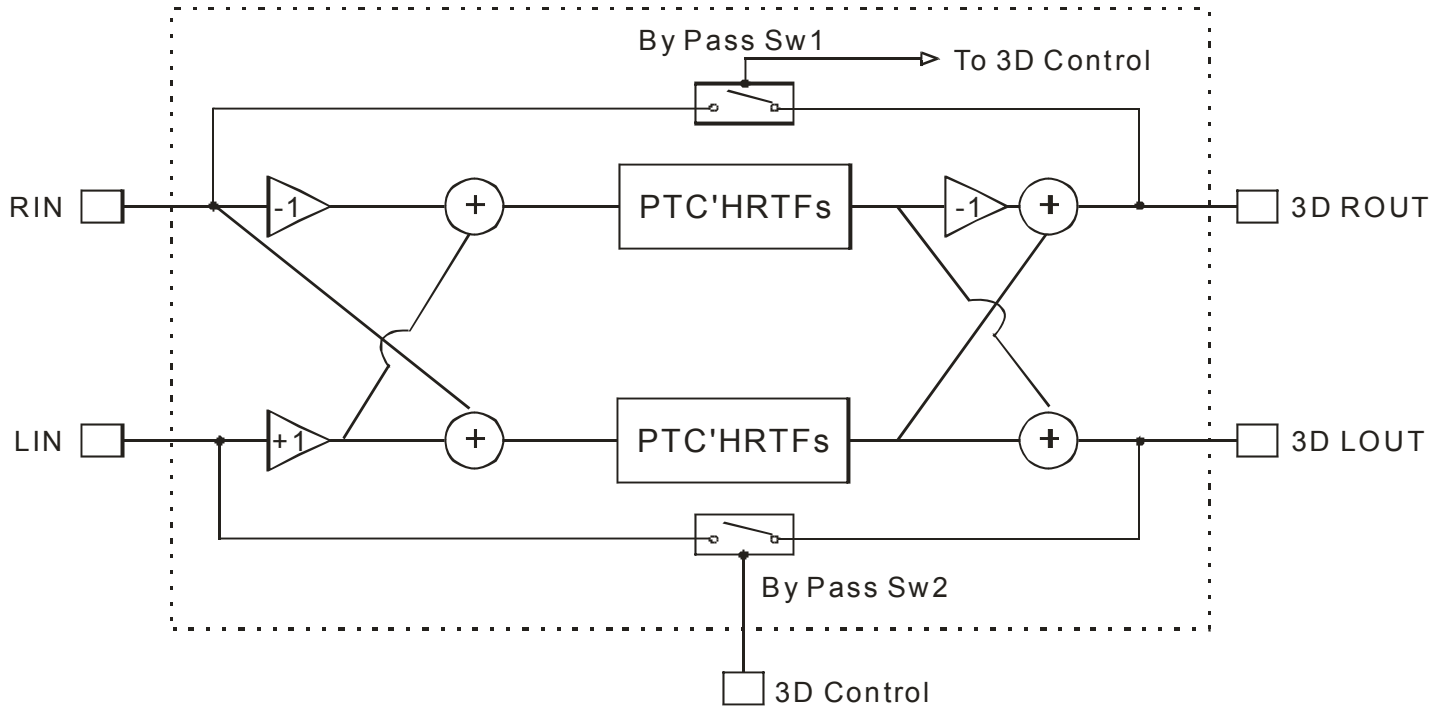 By Pass Sw1
To 3D Control
RIN
-1
+
PTC'HRTFs
-1
+
3D ROUT
LIN
+1
+
PTC'HRTFs
+
3D LOUT
By Pass Sw2
3D Control